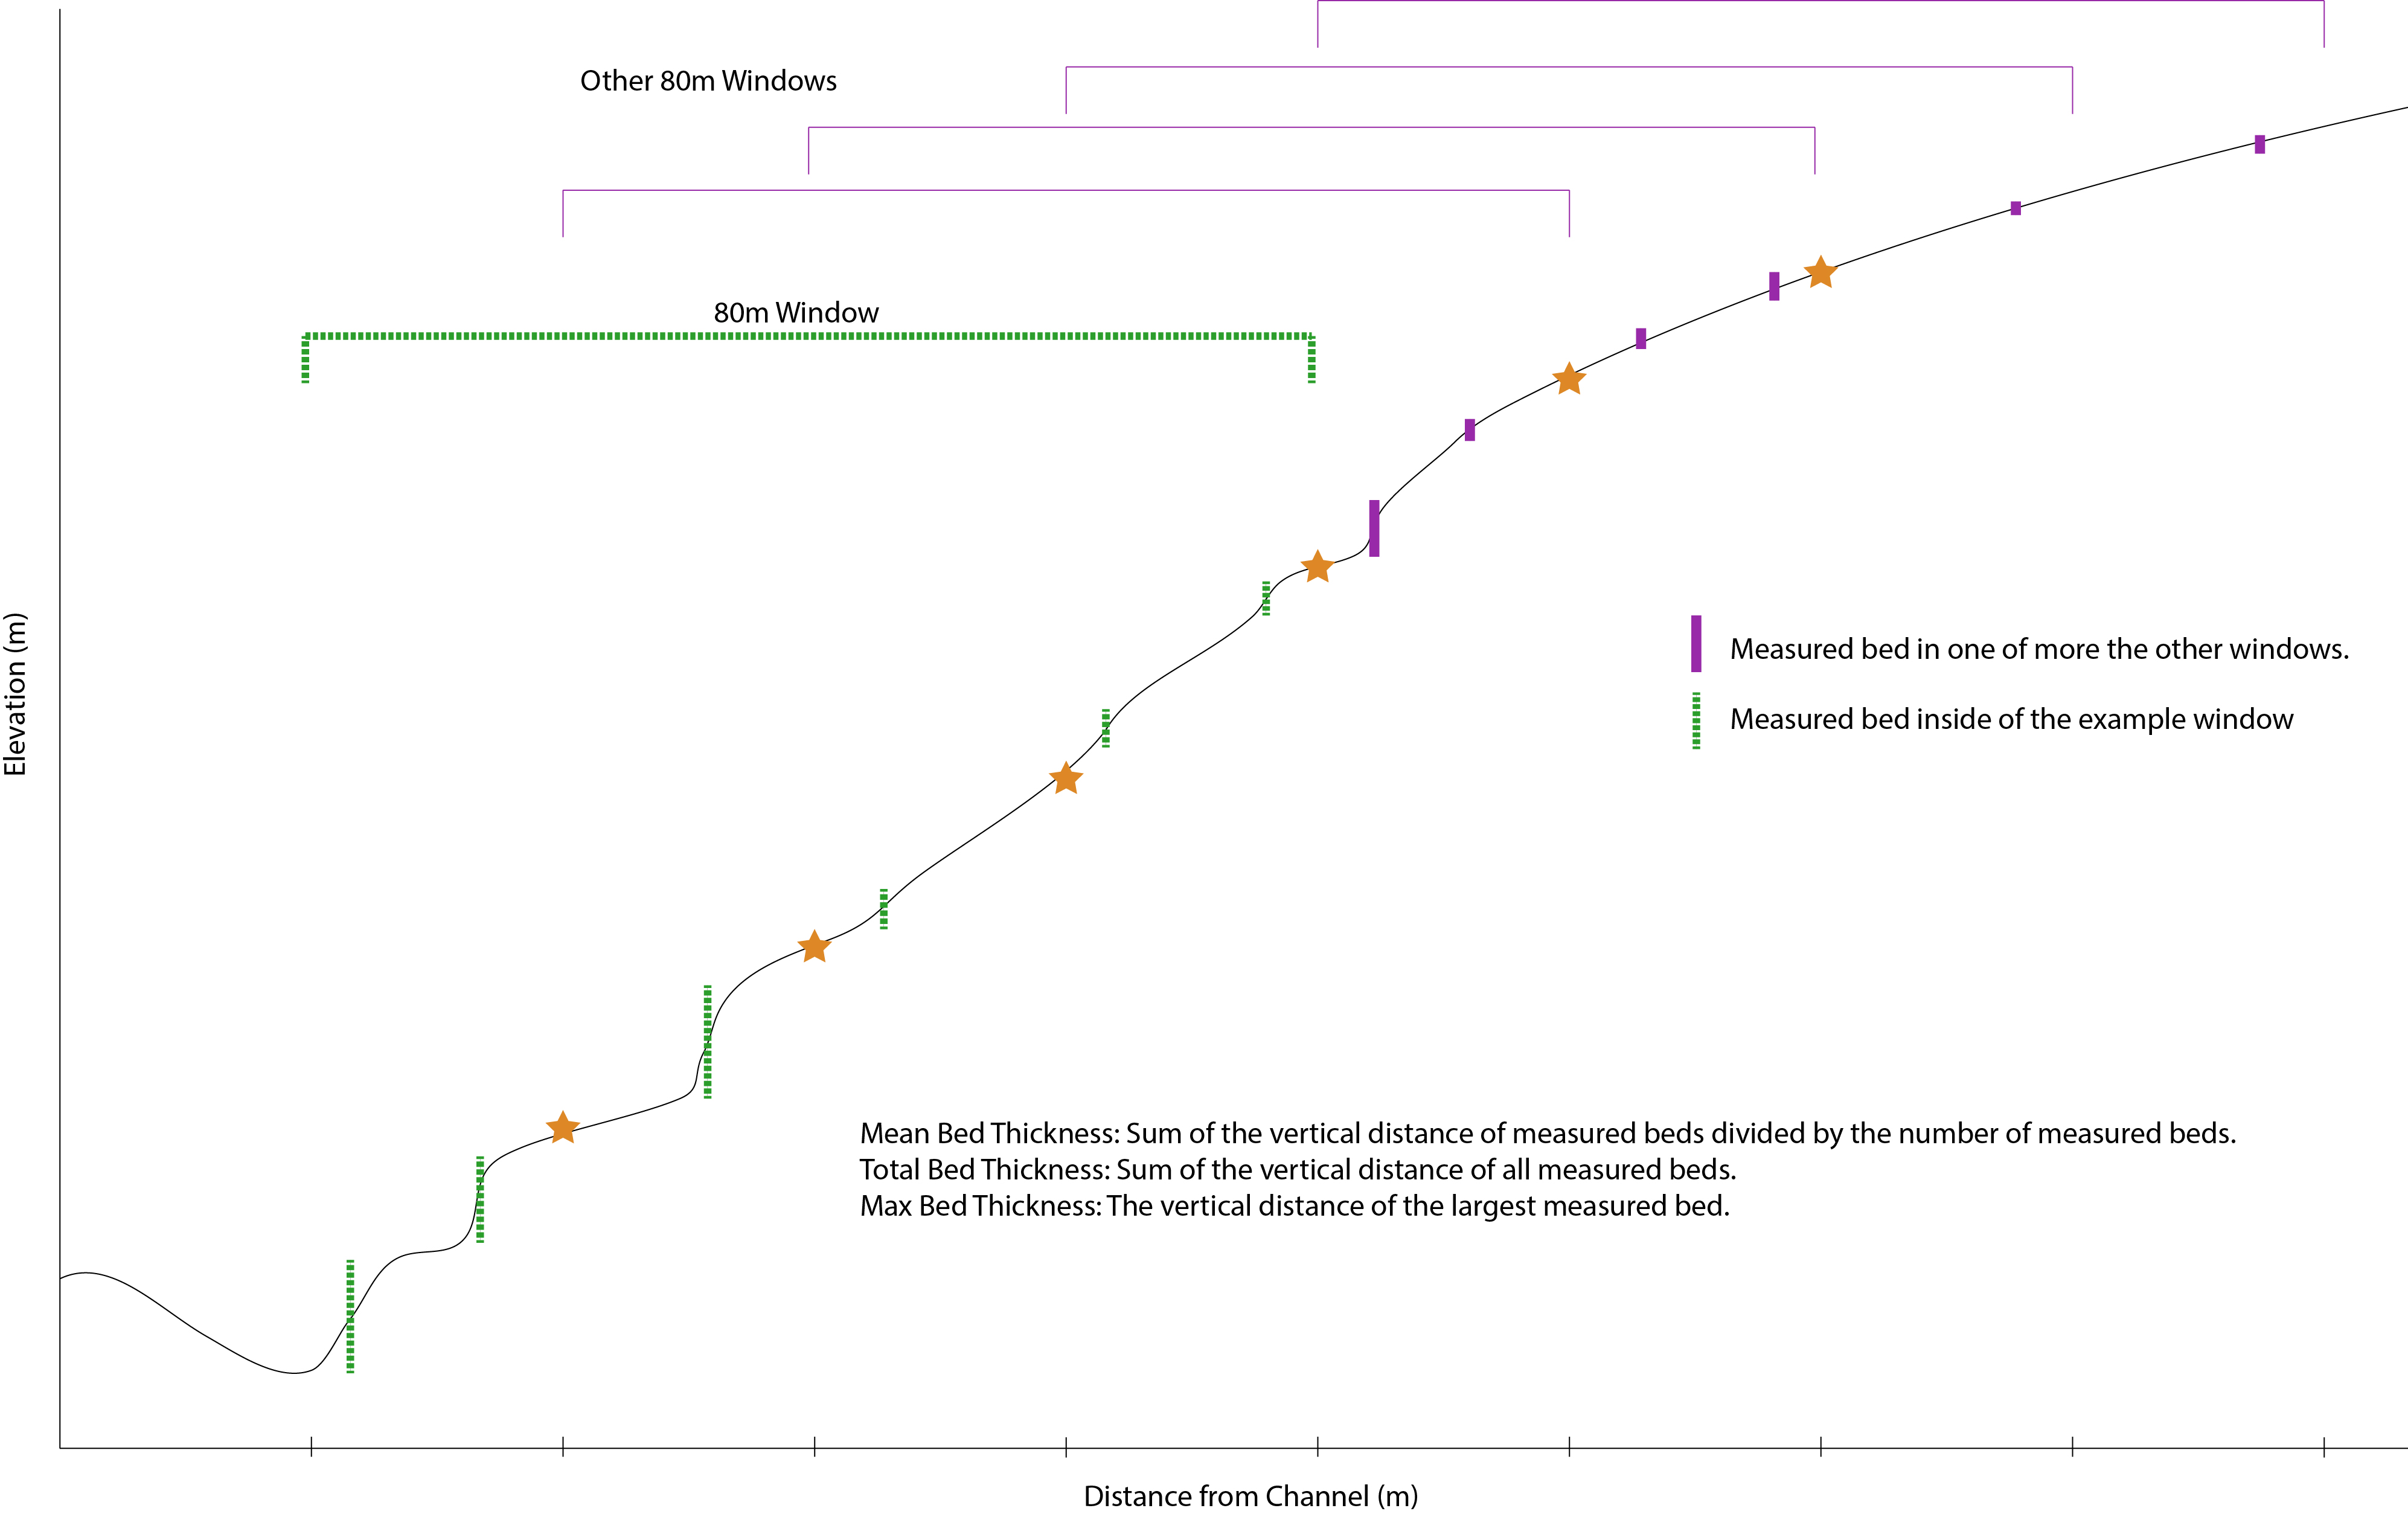 Other 80m Windows
80m Window
Elevation (m)
Measured bed in one of more the other windows.
Measured bed inside of the example window
Mean Bed Thickness: Sum of the vertical distance of measured beds divided by the number of measured beds.
Total Bed Thickness: Sum of the vertical distance of all measured beds.
Max Bed Thickness: The vertical distance of the largest measured bed.
Distance from Channel (m)